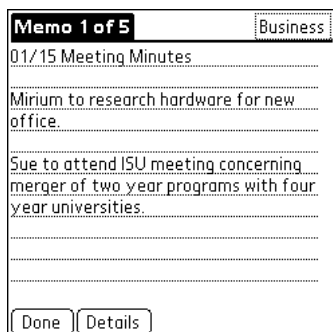 Memo 1 of 5
Business
01/15 Meeting Minutes
Mirium to research hardware for new
office.
Sue to attend ISU meeting concerning
merger of two year programs with four
year universities.
Done
Details